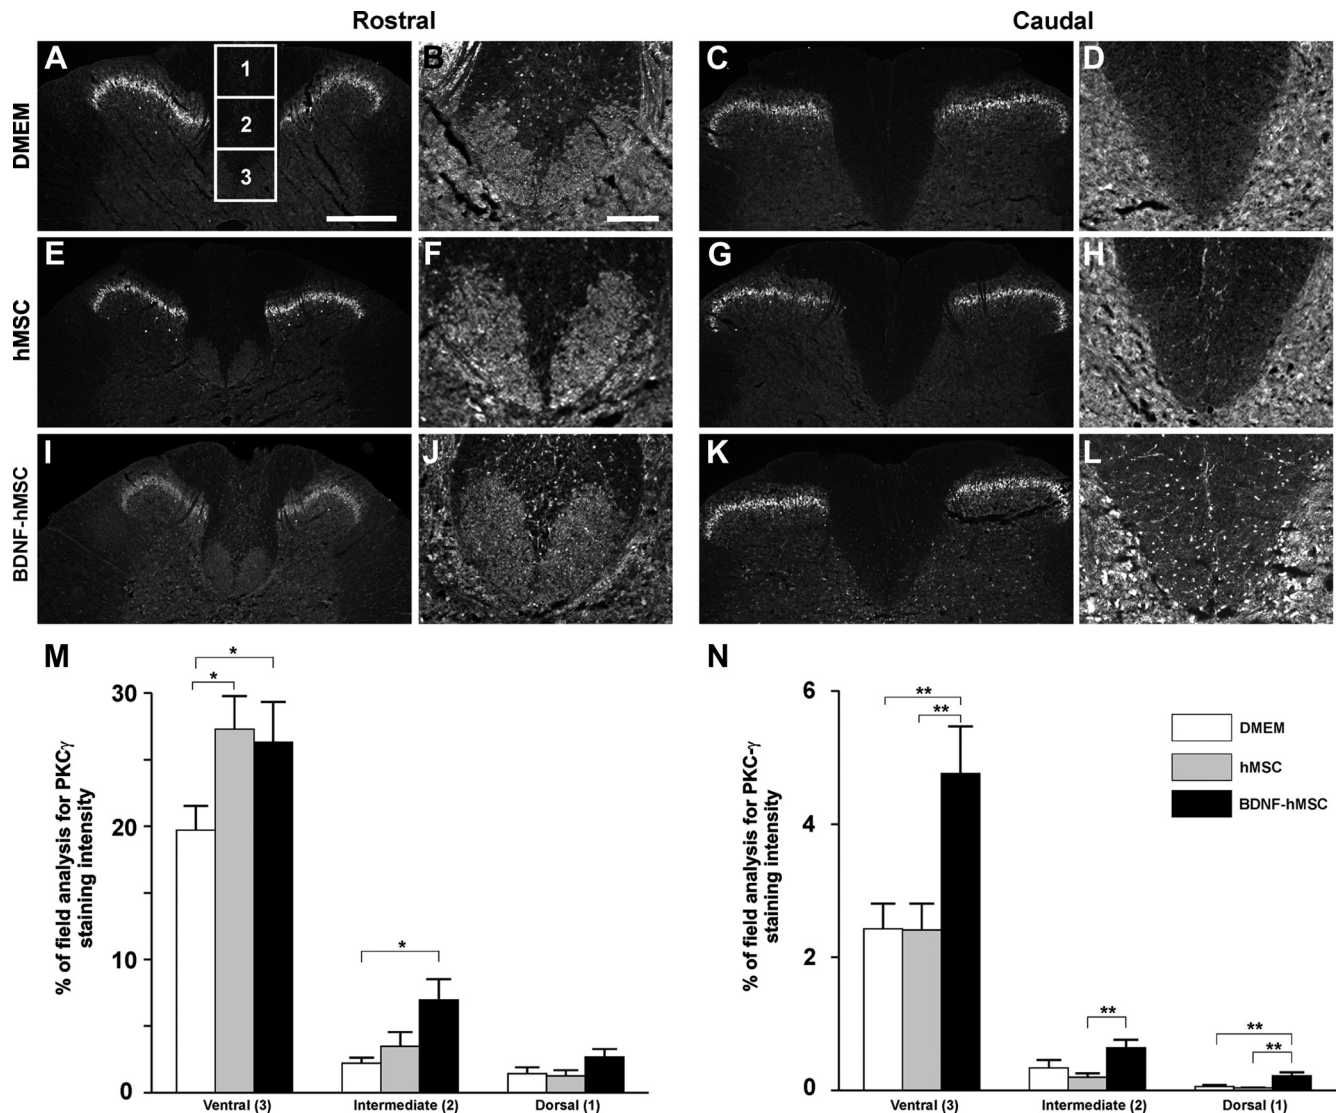 Rostral
Caudal
A
B
C
D
1
2
3
DMEM
E
F
G
H
hMSC
I
J
K
L
BDNF-hMSC
M
% of field analysis for PKCγ
staining intensity
30
20
10
0
*
*
*
Ventral (3)
Intermediate (2)
Dorsal (1)
N
% of field analysis for PKC-γ
staining intensity
6
4
2
0
**
**
**
**
**
DMEM
hMSC
BDNF-hMSC
Ventral (3)
Intermediate (2)
Dorsal (1)